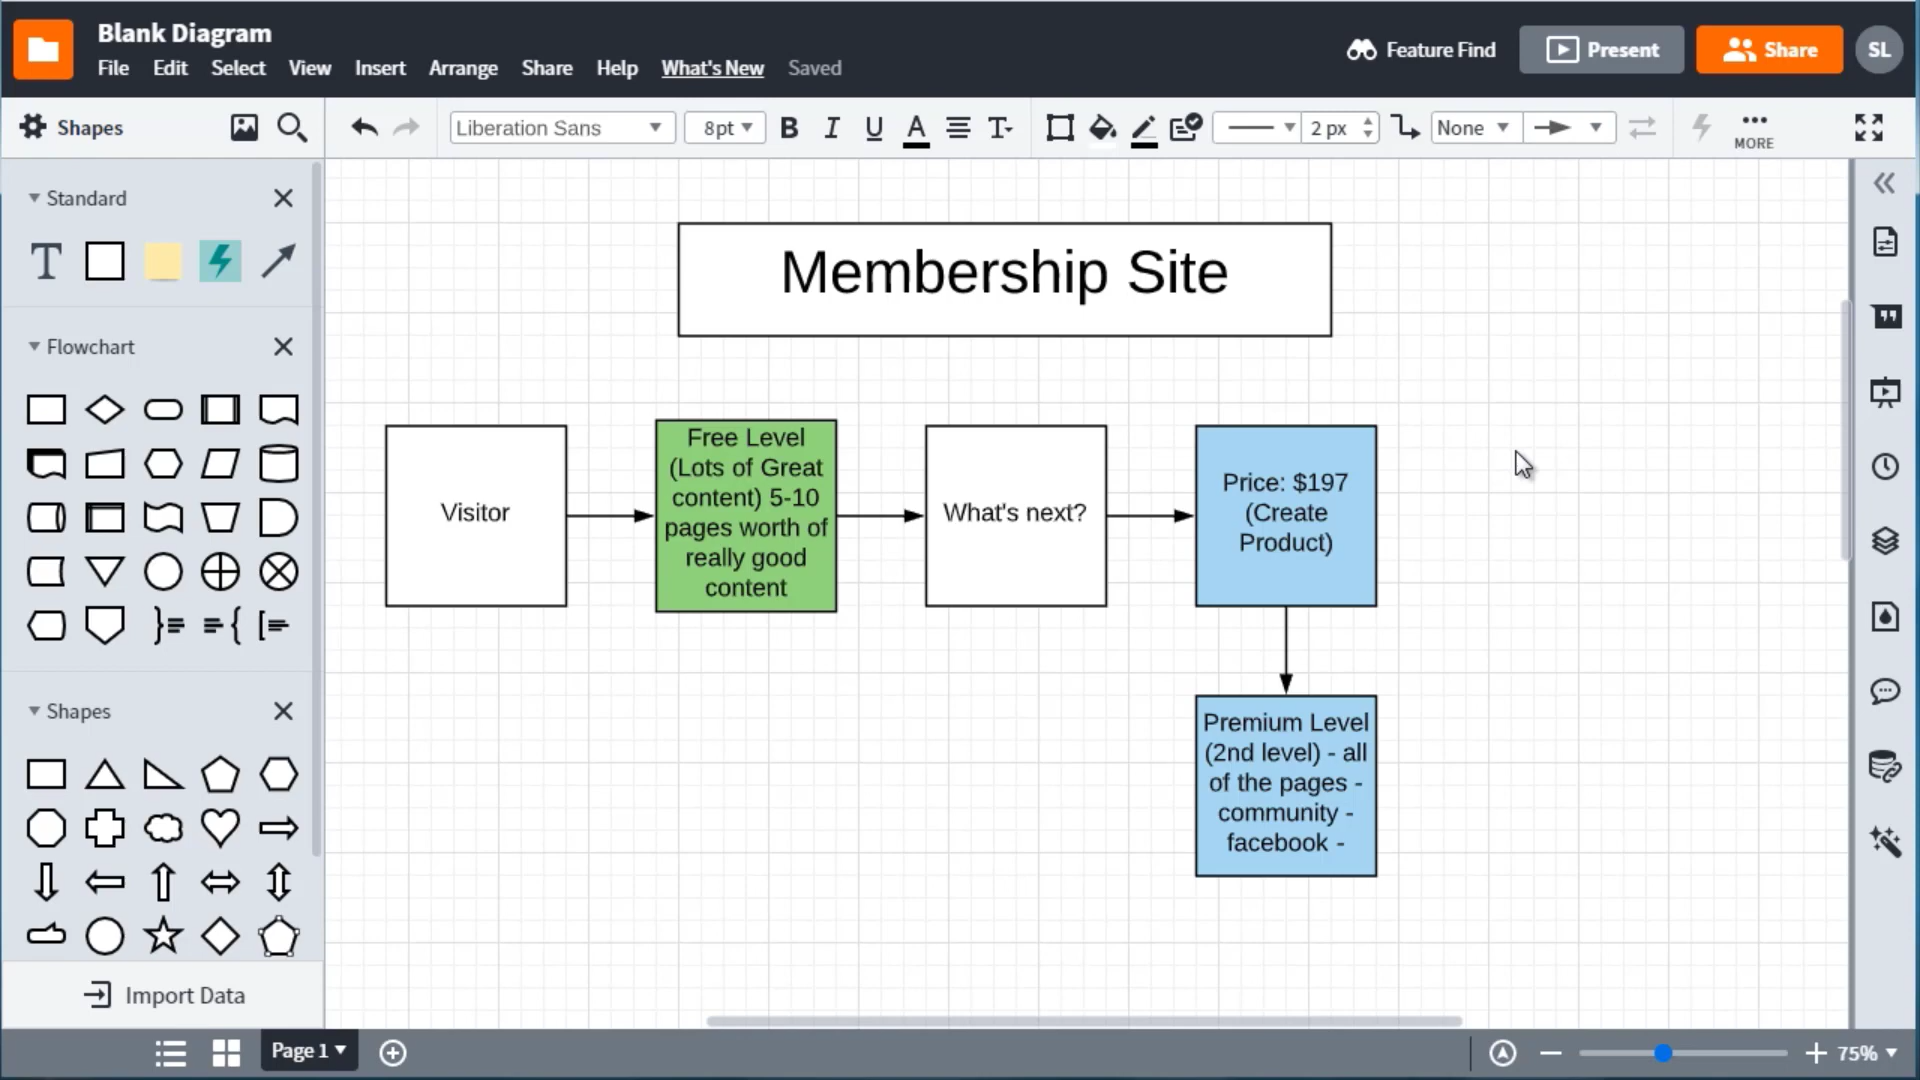 Blank Diagram
File Edit Select View Insert Arrange Share Help What's New Saved
Feature Find
Present
Share
SL
Shapes
Liberation Sans
8pt
B I U A T
2 px
None
MORE
Standard
T
Flowchart
Shapes
Import Data
Membership Site
Visitor
Free Level
(Lots of Great
content) 5-10
pages worth of
really good
content
What's next?
Price: $197
(Create
Product)
Premium Level
(2nd level) - all
of the pages -
community -
facebook -
Page 1
75%